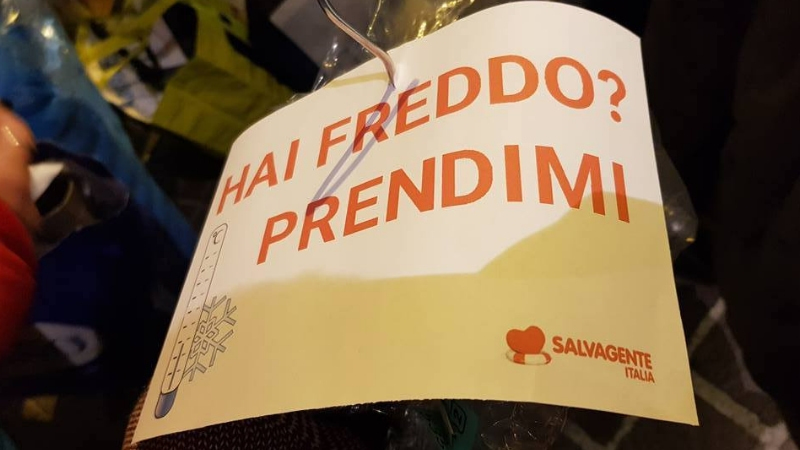 HAI FREDDO?
PRENDIMI
SALVAGENTE
ITALIA